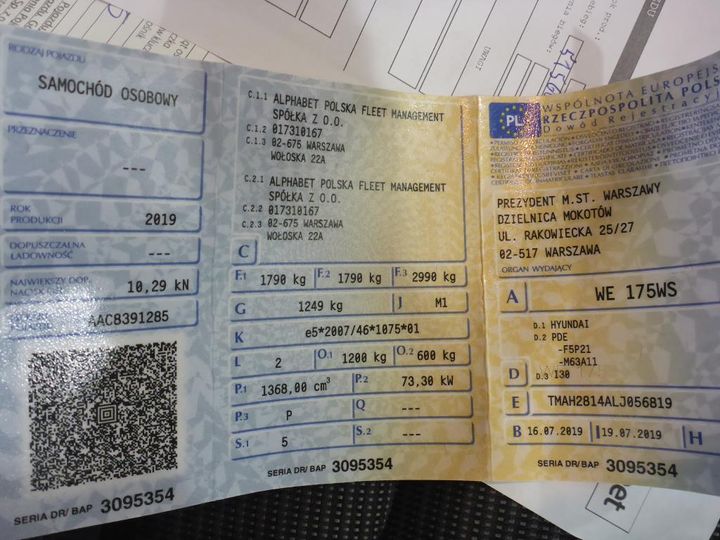 RODZAJ POJAZDU
SAMOCHÓD OSOBOWY
PRZEZNACZENIE
---
ROK PRODUKCJI
2019
DOPUSZCZALNA ŁADOWNOŚĆ
---
NAJWIĘKSZY DOP.
10,29 kN
AAC8391285
SERIA DR/ BAP 3095354
C.1.1 ALPHABET POLSKA FLEET MANAGEMENT
SPÓŁKA Z O.O.
C.1.2 017310167
C.1.3 02-675 WARSZAWA
WOŁOSKA 22A
C.2.1 ALPHABET POLSKA FLEET MANAGEMENT
SPÓŁKA Z O.O.
C.2.2 017310167
C.2.3 02-675 WARSZAWA
WOŁOSKA 22A
C
F.1 1790 kg F.2 1790 kg F.3 2990 kg
G 1249 kg J M1
K e5*2007/46*1075*01
L 2 O.1 1200 kg O.2 600 kg
P.1 1368,00 cm³ P.2 73,30 kW
P.3 P Q ---
S.1 5 S.2 ---
SERIA DR/ BAP 3095354
PL
WSPÓLNOTA EUROPEJS
RZECZPOSPOLITA POLS
Dowód Rejestracyj
PREZYDENT M.ST. WARSZAWY
DZIELNICA MOKOTÓW
UL. RAKOWIECKA 25/27
02-517 WARSZAWA
ORGAN WYDAJĄCY
A WE 175WS
D.1 HYUNDAI
D.2 PDE
-F5P21
-M63A11
D D.3 I30
E TMAH2814ALJ056819
B 16.07.2019 I 19.07.2019 H
SERIA DR/ BAP 3095354